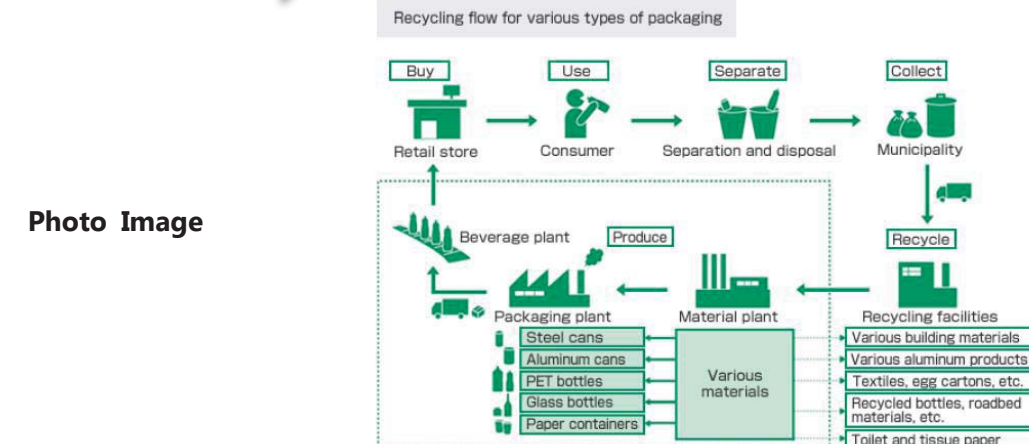 Recycling flow for various types of packaging
Buy
Use
Separate
Collect
Retail store
Consumer
Separation and disposal
Municipality
Photo Image
Beverage plant
Produce
Recycle
Packaging plant
Material plant
Recycling facilities
Steel cans
Aluminum cans
PET bottles
Glass bottles
Paper containers
Various
materials
Various building materials
Various aluminum products
Textiles, egg cartons, etc.
Recycled bottles, roadbed
materials, etc.
Toilet and tissue paper